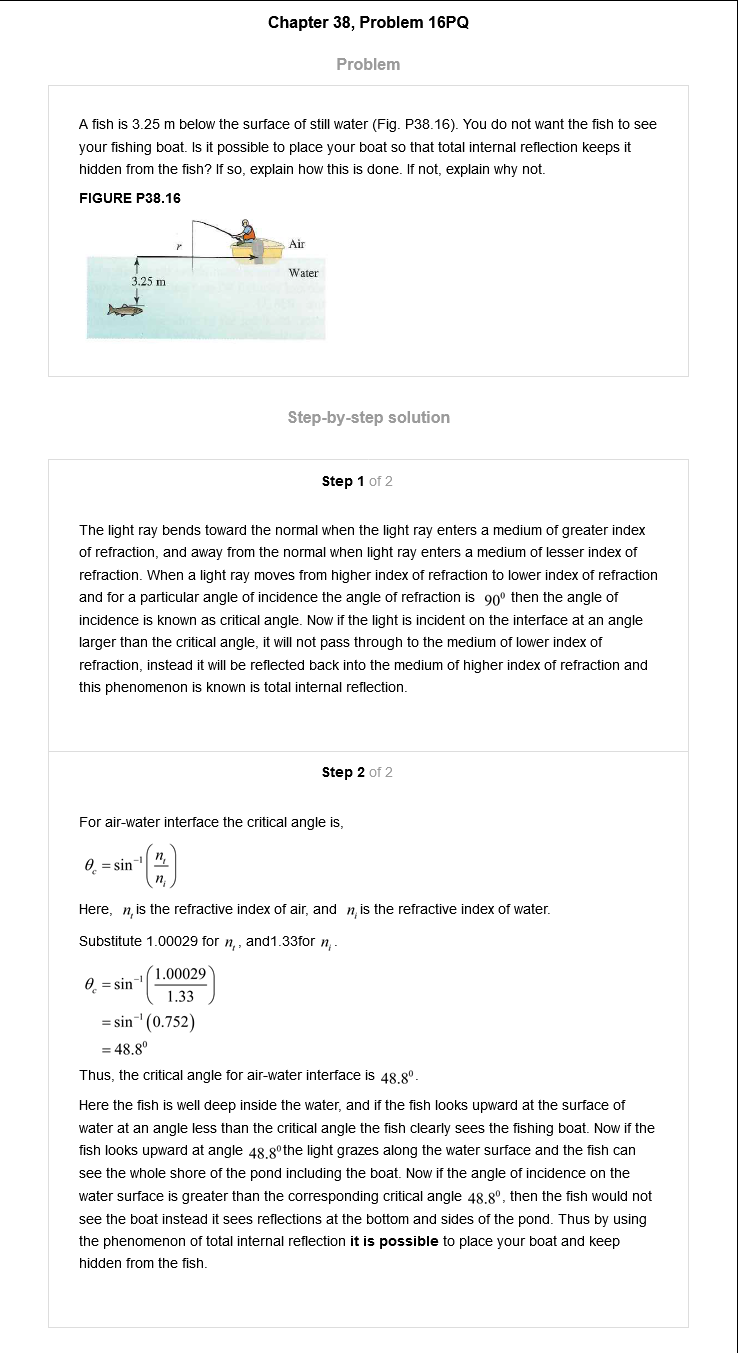 Chapter 38, Problem 16PQ
Problem
A fish is 3.25 m below the surface of still water (Fig. P38.16). You do not want the fish to see
your fishing boat. Is it possible to place your boat so that total internal reflection keeps it
hidden from the fish? If so, explain how this is done. If not, explain why not.
FIGURE P38.16
r
Air
Water
3.25 m
Step-by-step solution
Step 1 of 2
The light ray bends toward the normal when the light ray enters a medium of greater index
of refraction, and away from the normal when light ray enters a medium of lesser index of
refraction. When a light ray moves from higher index of refraction to lower index of refraction
and for a particular angle of incidence the angle of refraction is 90⁰ then the angle of
incidence is known as critical angle. Now if the light is incident on the interface at an angle
larger than the critical angle, it will not pass through to the medium of lower index of
refraction, instead it will be reflected back into the medium of higher index of refraction and
this phenomenon is known is total internal reflection.
Step 2 of 2
For air-water interface the critical angle is,
θ_c = sin⁻¹(n_t/n_i)
Here, n_t is the refractive index of air, and n_i is the refractive index of water.
Substitute 1.00029 for n_t, and1.33for n_i.
θ_c = sin⁻¹(1.00029/1.33)
= sin⁻¹(0.752)
= 48.8⁰
Thus, the critical angle for air-water interface is 48.8⁰.
Here the fish is well deep inside the water, and if the fish looks upward at the surface of
water at an angle less than the critical angle the fish clearly sees the fishing boat. Now if the
fish looks upward at angle 48.8⁰the light grazes along the water surface and the fish can
see the whole shore of the pond including the boat. Now if the angle of incidence on the
water surface is greater than the corresponding critical angle 48.8⁰, then the fish would not
see the boat instead it sees reflections at the bottom and sides of the pond. Thus by using
the phenomenon of total internal reflection it is possible to place your boat and keep
hidden from the fish.